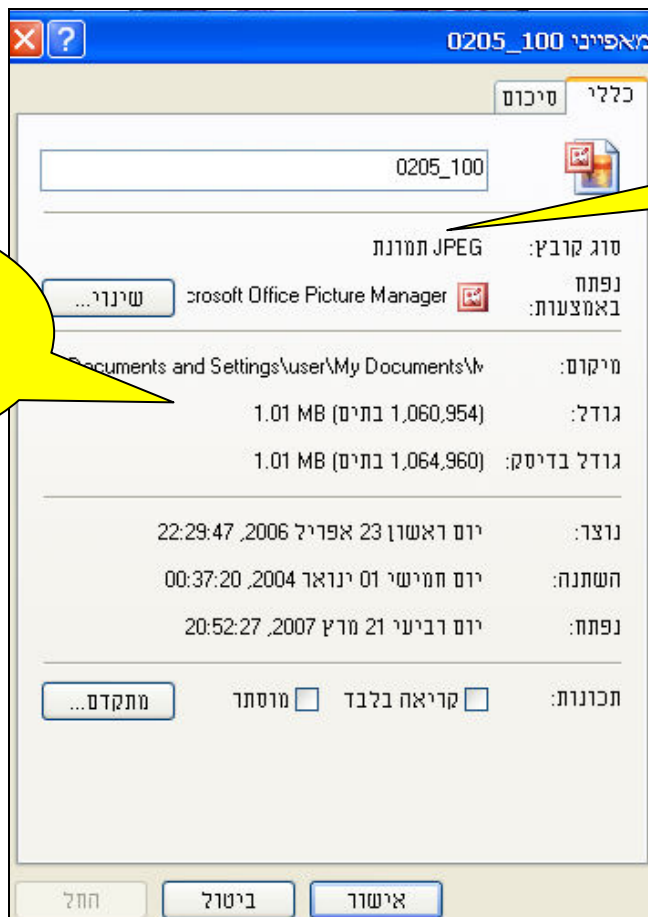 מאפייני 100_0205
כללי סיכום
100_0205
סוג קובץ: תמונת JPEG
נפתח באמצעות: crosoft Office Picture Manager שינוי...
מיקום: Documents and Settings\user\My Documents\M
גודל: 1.01 MB (1,060,954 בתים)
גודל בדיסק: 1.01 MB (1,064,960 בתים)
נוצר: יום ראשון 23 אפריל 2006, 22:29:47
השתנה: יום חמישי 01 ינואר 2004, 00:37:20
נפתח: יום רביעי 21 מרץ 2007, 20:52:27
תכונות: קריאה בלבד מוסתר מתקדם...
אישור ביטול החל